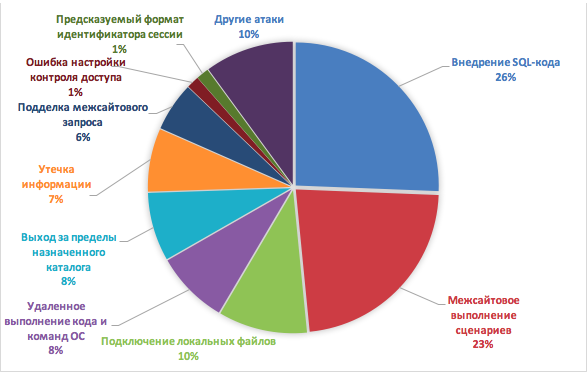 Предсказуемый формат
идентификатора сессии
1%
Другие атаки
10%
Внедрение SQL-кода
26%
Ошибка настройки
контроля доступа
1%
Подделка межсайтового
запроса
6%
Утечка
информации
7%
Выход за пределы
назначенного
каталога
8%
Удаленное
выполнение кода и
команд ОС
8%
Подключение локальных файлов
10%
Межсайтовое
выполнение
сценариев
23%